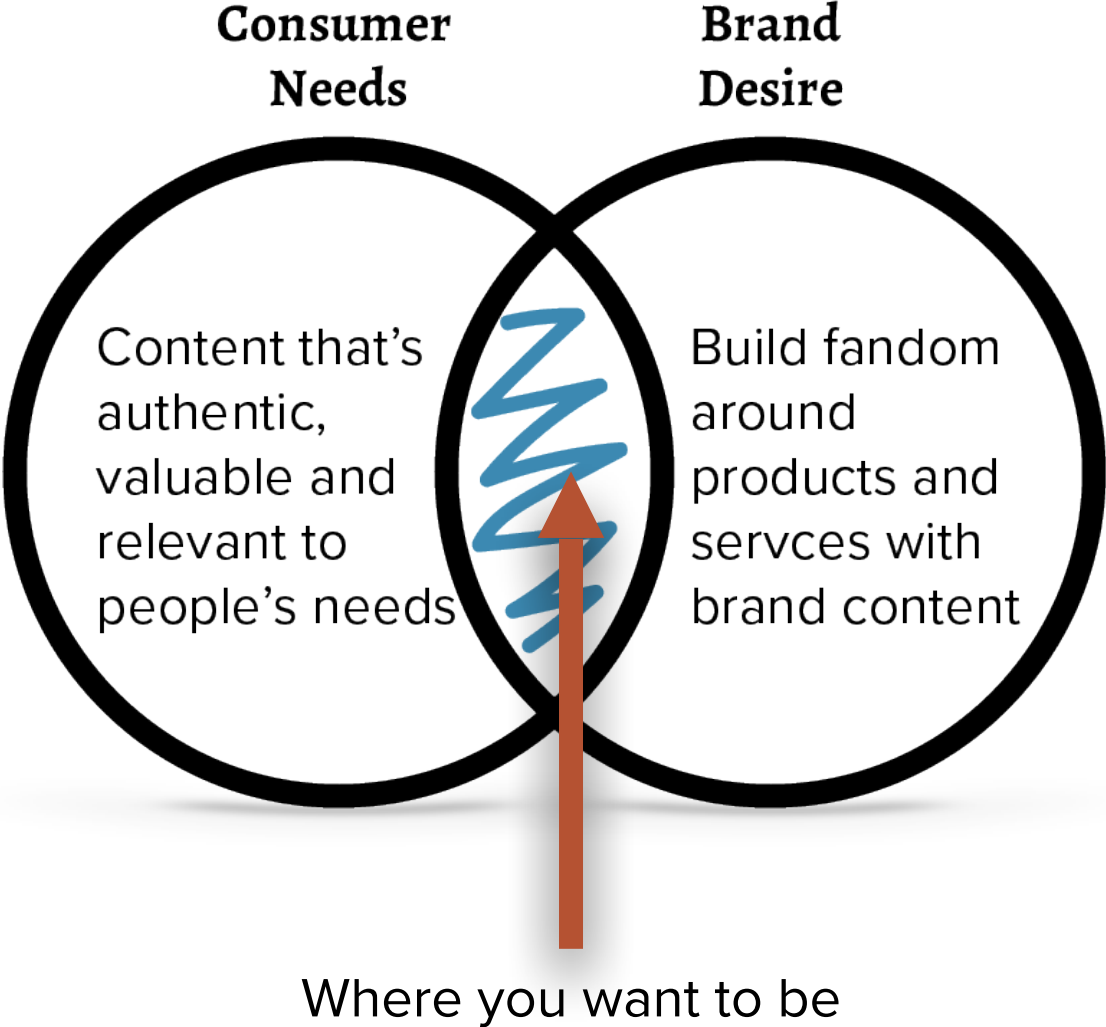 Consumer
Needs
Brand
Desire
Content that's
authentic,
valuable and
relevant to
people's needs
Build fandom
around
products and
servces with
brand content
Where you want to be